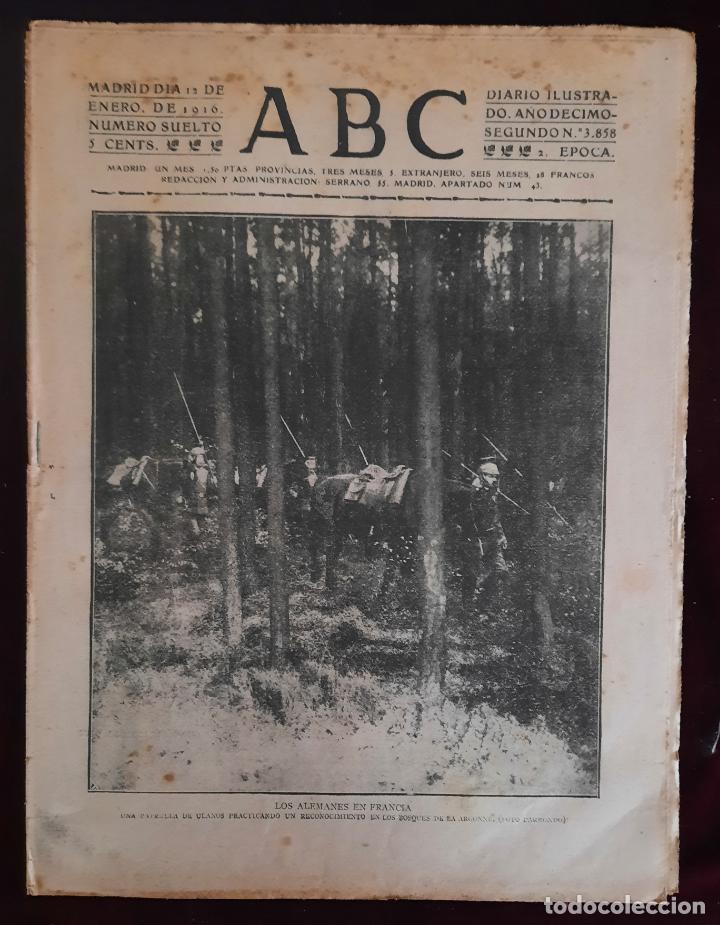 MADRID DIA 12 DE
ENERO. DE 1916.
NUMERO SUELTO
5 CENTS.
ABC
DIARIO ILUSTRA-
DO. AÑO DECIMO-
SEGUNDO N.º 3.858
2. EPOCA.
MADRID UN MES 1,50 PTAS. PROVINCIAS, TRES MESES, 5. EXTRANJERO, SEIS MESES, 28 FRANCOS
REDACCION Y ADMINISTRACION: SERRANO 55. MADRID. APARTADO NUM 43.
LOS ALEMANES EN FRANCIA
UNA PATRULLA DE ULANOS PRACTICANDO UN RECONOCIMIENTO EN LOS BOSQUES DE LA ARGONNE. (FOTO
todocoleccion.net